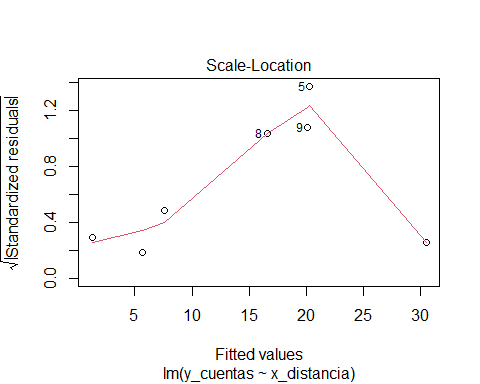 Scale-Location
√|Standardized residuals|
0.0 0.4 0.8 1.2
5
9
8
5 10 15 20 25 30
Fitted values
lm(y_cuentas ~ x_distancia)